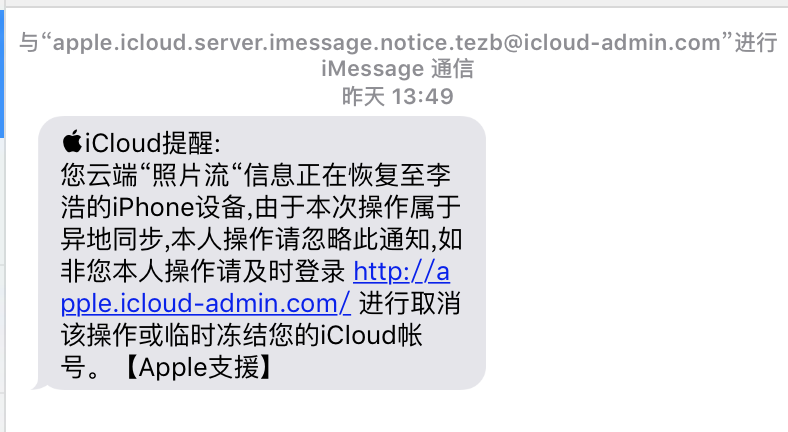 与“apple.icloud.server.imessage.notice.tezb@icloud-admin.com”进行
iMessage 通信
昨天 13:49
iCloud提醒:
您云端“照片流“信息正在恢复至李
浩的iPhone设备,由于本次操作属于
异地同步,本人操作请忽略此通知,如
非您本人操作请及时登录 http://a
pple.icloud-admin.com/ 进行取消
该操作或临时冻结您的iCloud帐
号。【Apple支援】